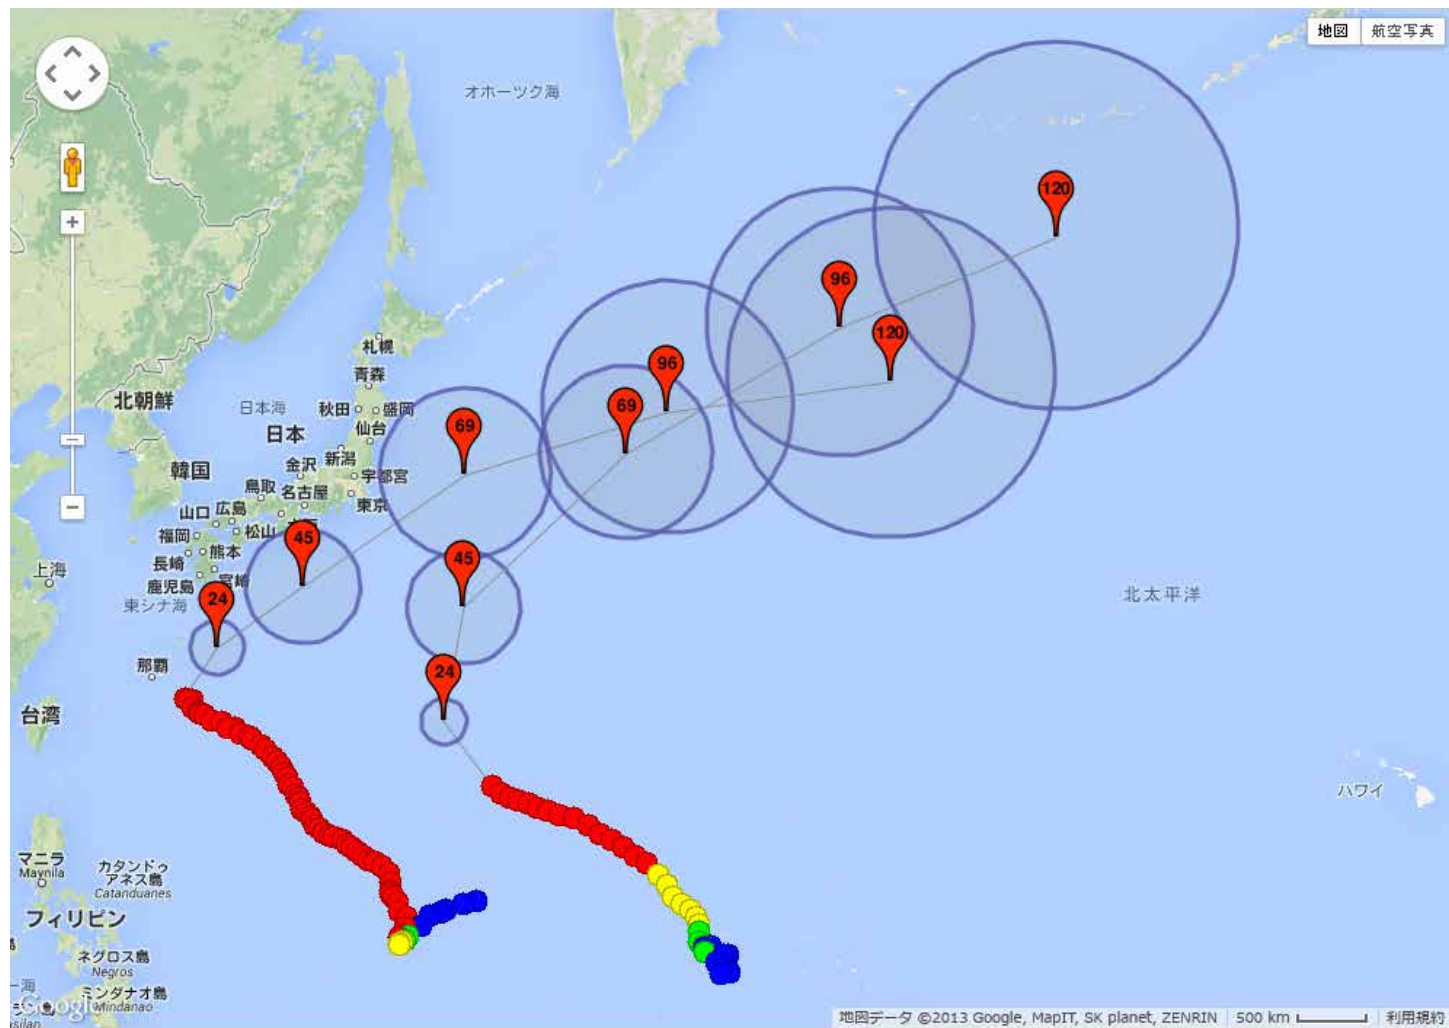 地図
航空写真
オホーツク海
120
96
120
札幌
96
青森
北朝鮮
日本海
秋田
盛岡
69
69
仙台
日本
新潟
金沢
韓国
宇都宮
鳥取
名古屋
山口
広島
東京
福岡
松山
45
熊本
45
長崎
上海
鹿児島
宮崎
東シナ海
24
北太平洋
那覇
24
台湾
ハワイ
マニラ
Maynila
カタンドゥ
アネス島
Catanduanes
フィリピン
ネグロス島
Negros
ミンダナオ島
Mindanao
Google
地図データ ©2013 Google, MapIT, SK planet, ZENRIN
500 km
利用規約